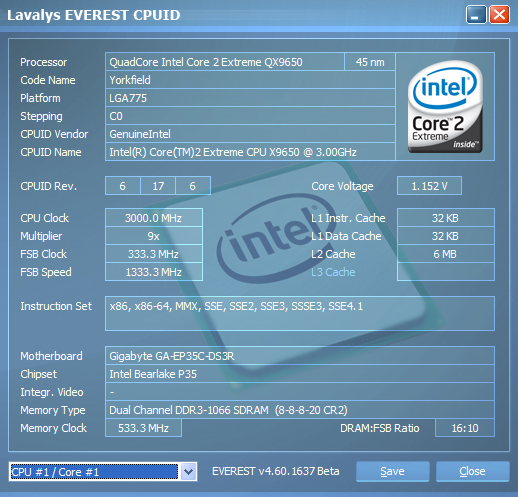 Lavalys EVEREST CPUID
Processor QuadCore Intel Core 2 Extreme QX9650 45 nm
Code Name Yorkfield
Platform LGA775
Stepping C0
CPUID Vendor GenuineIntel
CPUID Name Intel(R) Core(TM)2 Extreme CPU X9650 @ 3.00GHz
intel
Core™2
Extreme
inside™
CPUID Rev. 6 17 6 Core Voltage 1.152 V
CPU Clock 3000.0 MHz L1 Instr. Cache 32 KB
Multiplier 9x L1 Data Cache 32 KB
FSB Clock 333.3 MHz L2 Cache 6 MB
FSB Speed 1333.3 MHz L3 Cache
intel
Instruction Set x86, x86-64, MMX, SSE, SSE2, SSE3, SSSE3, SSE4.1
Motherboard Gigabyte GA-EP35C-DS3R
Chipset Intel Bearlake P35
Integr. Video -
Memory Type Dual Channel DDR3-1066 SDRAM (8-8-8-20 CR2)
Memory Clock 533.3 MHz DRAM:FSB Ratio 16:10
CPU #1 / Core #1 EVEREST v4.60.1637 Beta Save Close